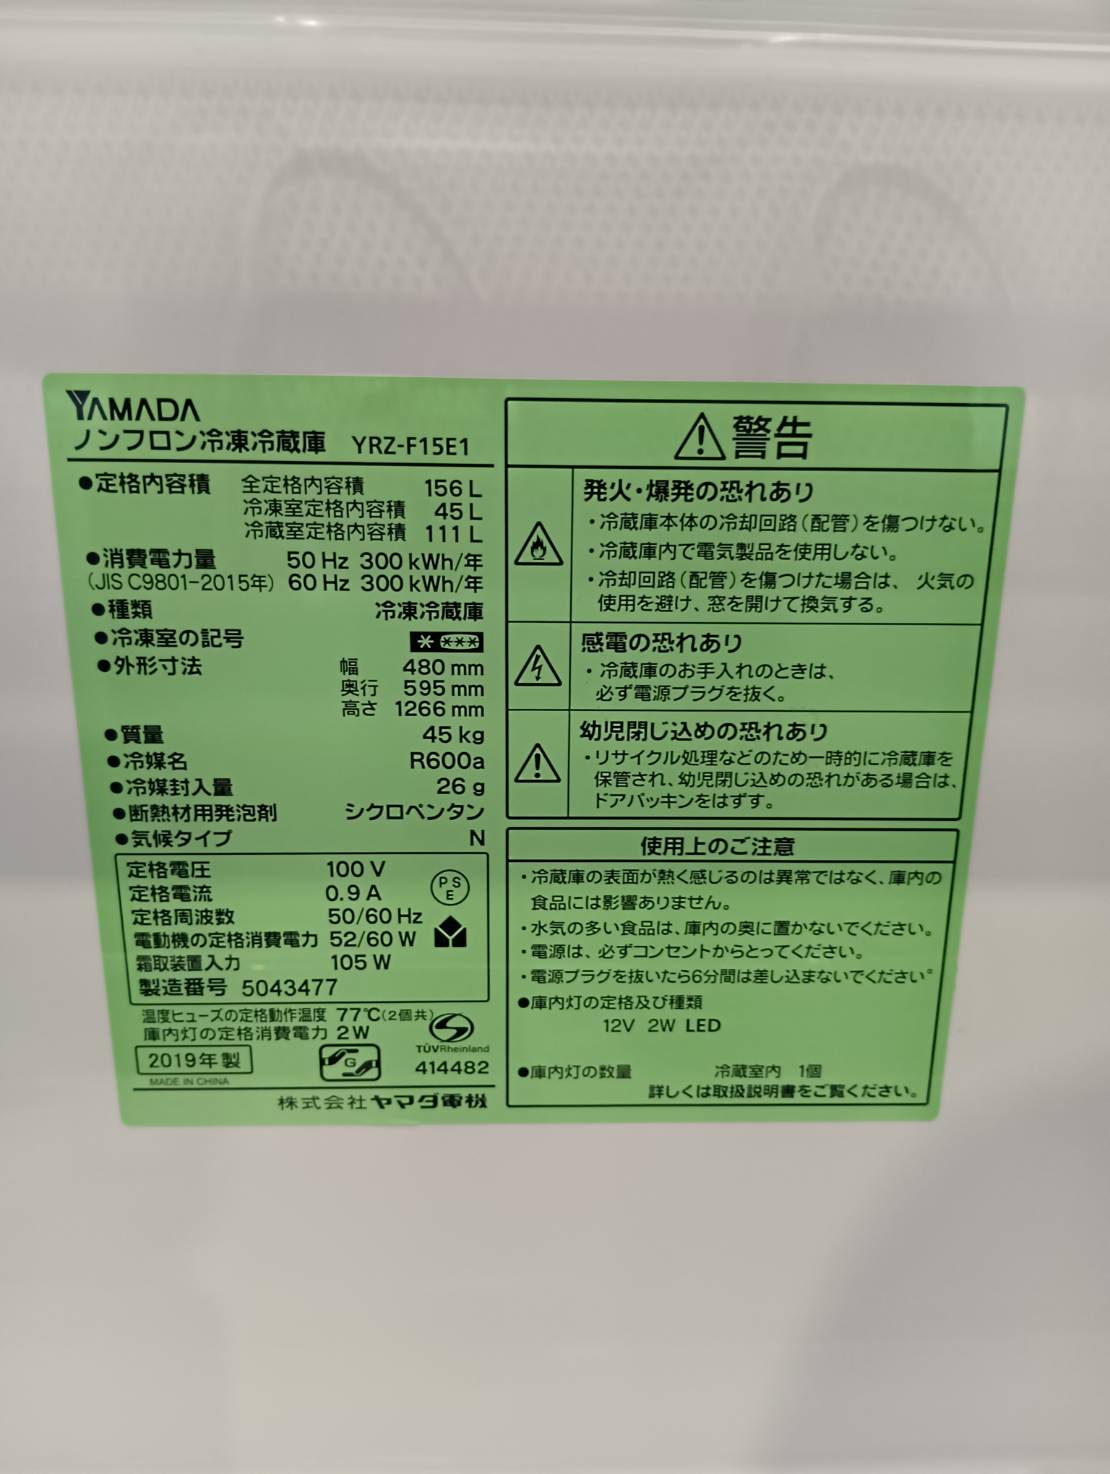 YAMADA
ノンフロン冷凍冷蔵庫 YRZ-F15E1
●定格内容積 全定格内容積 156 L
冷凍室定格内容積 45 L
冷蔵室定格内容積 111 L
●消費電力量 50 Hz 300 kWh/年
(JIS C9801-2015年) 60 Hz 300 kWh/年
●種類 冷凍冷蔵庫
●冷凍室の記号
●外形寸法 幅 480 mm
奥行 595 mm
高さ 1266 mm
●質量 45 kg
●冷媒名 R600a
●冷媒封入量 26 g
●断熱材用発泡剤 シクロペンタン
●気候タイプ N
定格電圧 100 V
定格電流 0.9 A
定格周波数 50/60 Hz
電動機の定格消費電力 52/60 W
霜取装置入力 105 W
製造番号 5043477
PS
E
温度ヒューズの定格動作温度 77℃(2個共)
庫内灯の定格消費電力 2W
2019年製
G
TÜVRheinland
414482
MADE IN CHINA
株式会社ヤマダ電機
警告
発火・爆発の恐れあり
・冷蔵庫本体の冷却回路(配管)を傷つけない。
・冷蔵庫内で電気製品を使用しない。
・冷却回路(配管)を傷つけた場合は、火気の
使用を避け、窓を開けて換気する。
感電の恐れあり
・冷蔵庫のお手入れのときは、
必ず電源プラグを抜く。
幼児閉じ込めの恐れあり
・リサイクル処理などのため一時的に冷蔵庫を
保管され、幼児閉じ込めの恐れがある場合は、
ドアパッキンをはずす。
使用上のご注意
・冷蔵庫の表面が熱く感じるのは異常ではなく、庫内の
食品には影響ありません。
・水気の多い食品は、庫内の奥に置かないでください。
・電源は、必ずコンセントからとってください。
・電源プラグを抜いたら6分間は差し込まないでください。
●庫内灯の定格及び種類
12V 2W LED
●庫内灯の数量 冷蔵室内 1個
詳しくは取扱説明書をご覧ください。